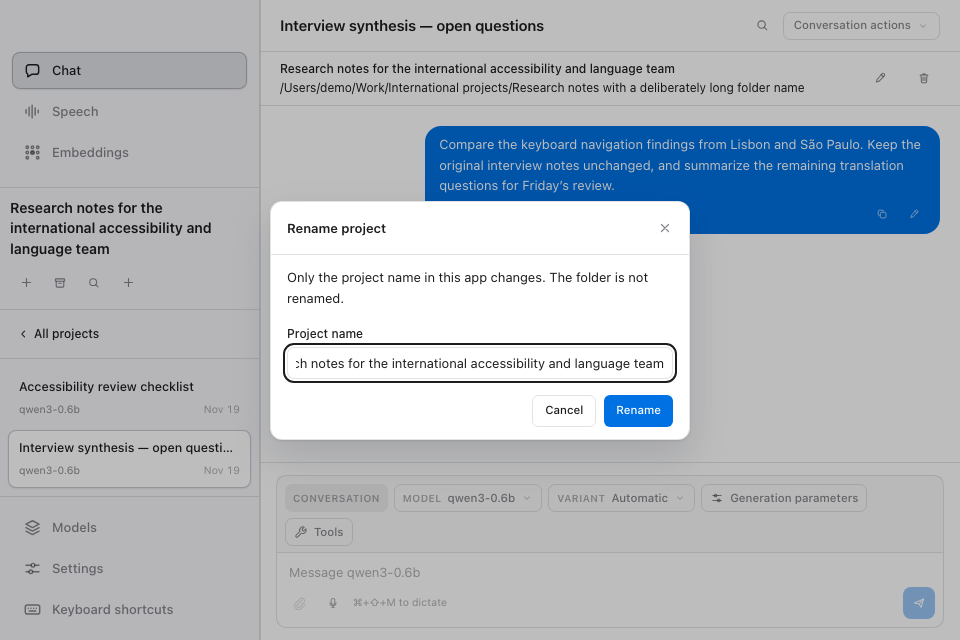 Chat
Speech
Embeddings
Research notes for the
international accessibility and
language team
All projects
Accessibility review checklist
qwen3-0.6b Nov 19
Interview synthesis — open questi...
qwen3-0.6b Nov 19
Models
Settings
Keyboard shortcuts
Interview synthesis — open questions
Conversation actions
Research notes for the international accessibility and language team
/Users/demo/Work/International projects/Research notes with a deliberately long folder name
Compare the keyboard navigation findings from Lisbon and São Paulo. Keep the
original interview notes unchanged, and summarize the remaining translation
questions for Friday’s review.
Rename project
Only the project name in this app changes. The folder is not
renamed.
Project name
ch notes for the international accessibility and language team
Cancel Rename
CONVERSATION MODEL qwen3-0.6b VARIANT Automatic Generation parameters
Tools
Message qwen3-0.6b
⌘+⇧+M to dictate